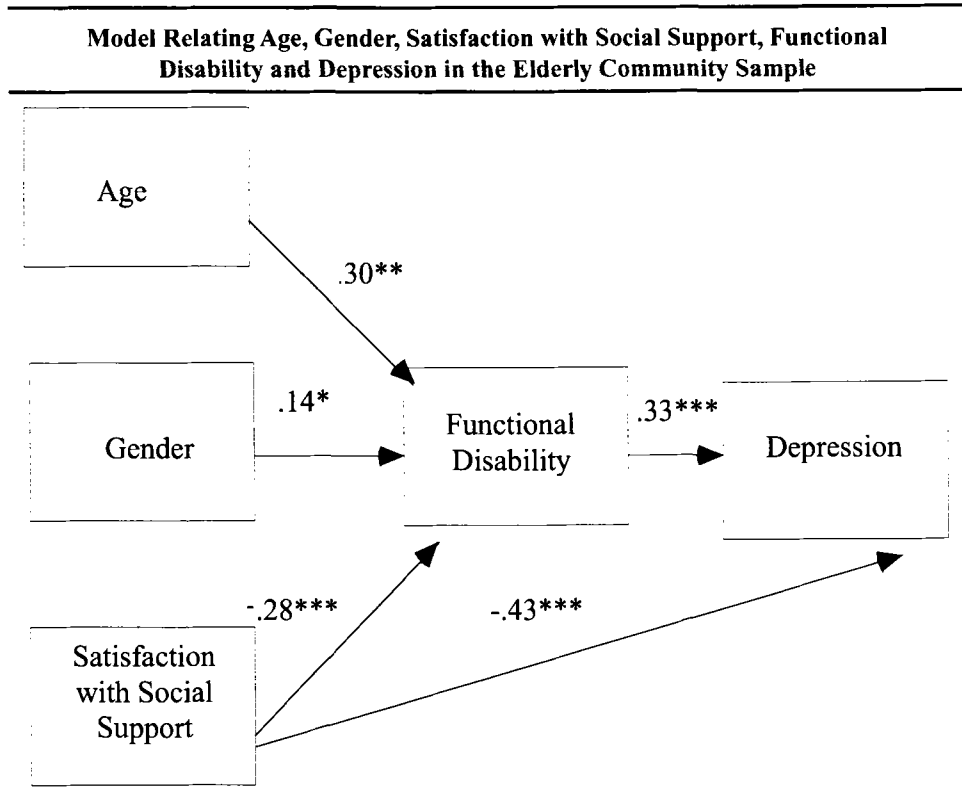 Model Relating Age, Gender, Satisfaction with Social Support, Functional
Disability and Depression in the Elderly Community Sample
Age
.30**
.14*
Gender
Functional
Disability
.33***
Depression
-.28***
-.43***
Satisfaction
with Social
Support